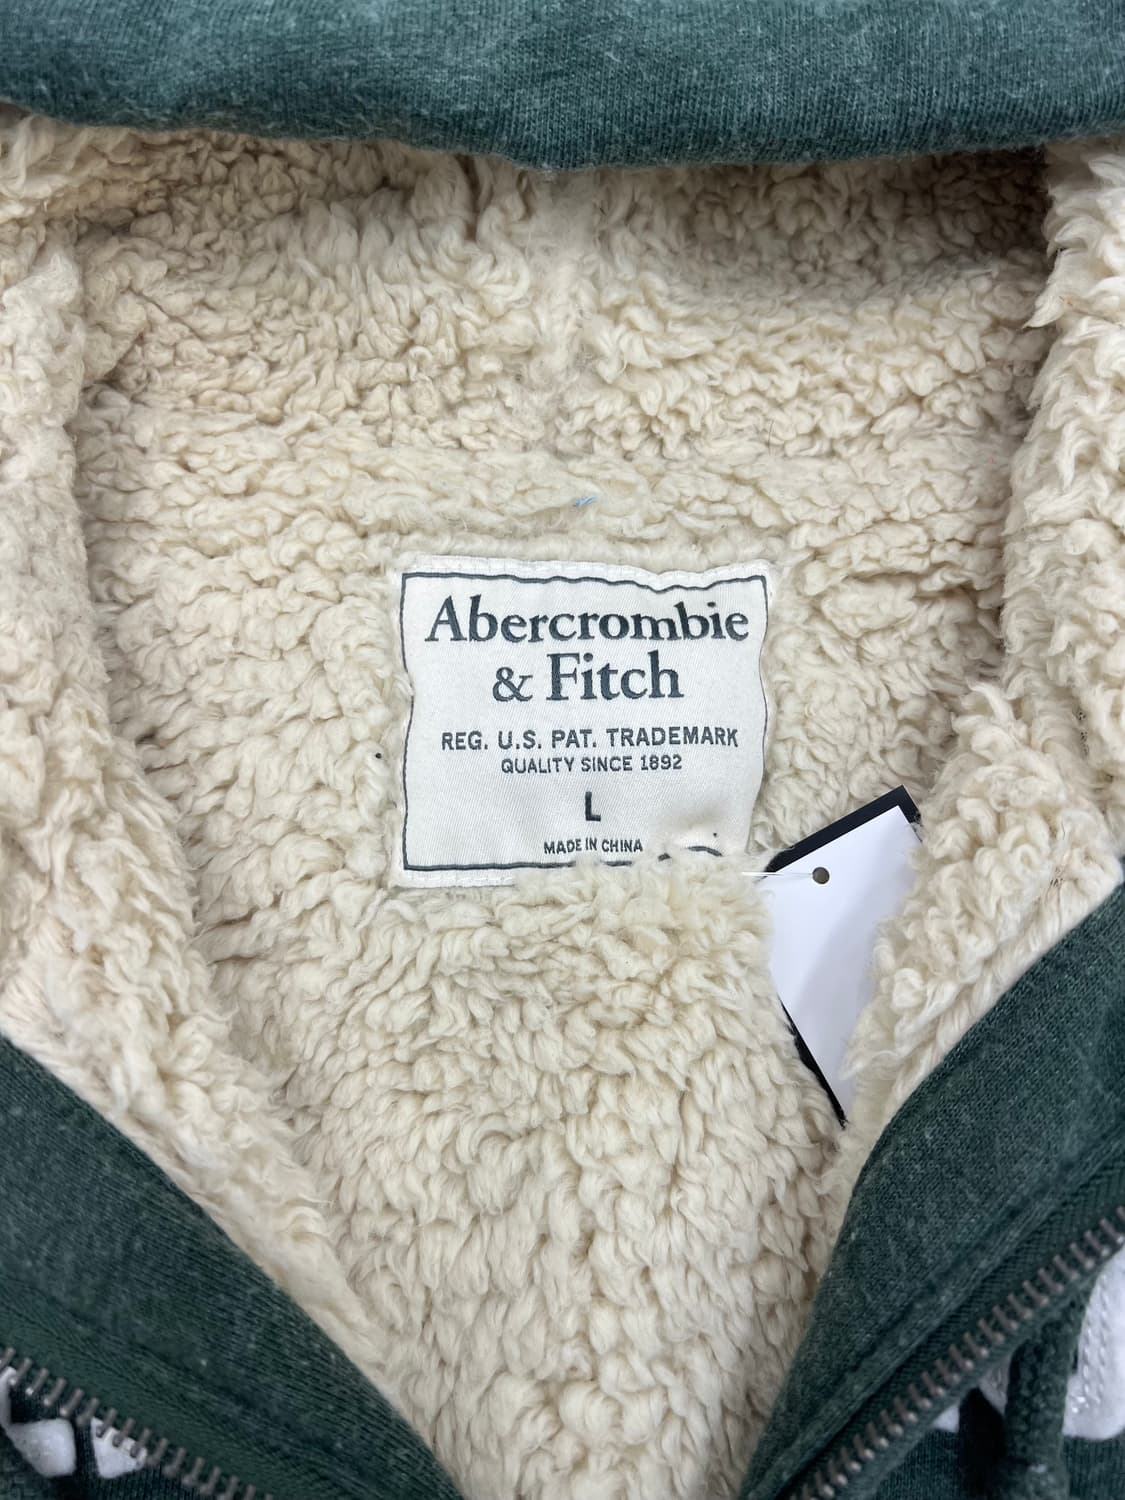 Abercrombie
& Fitch
REG. U.S. PAT. TRADEMARK
QUALITY SINCE 1892
L
MADE IN CHINA